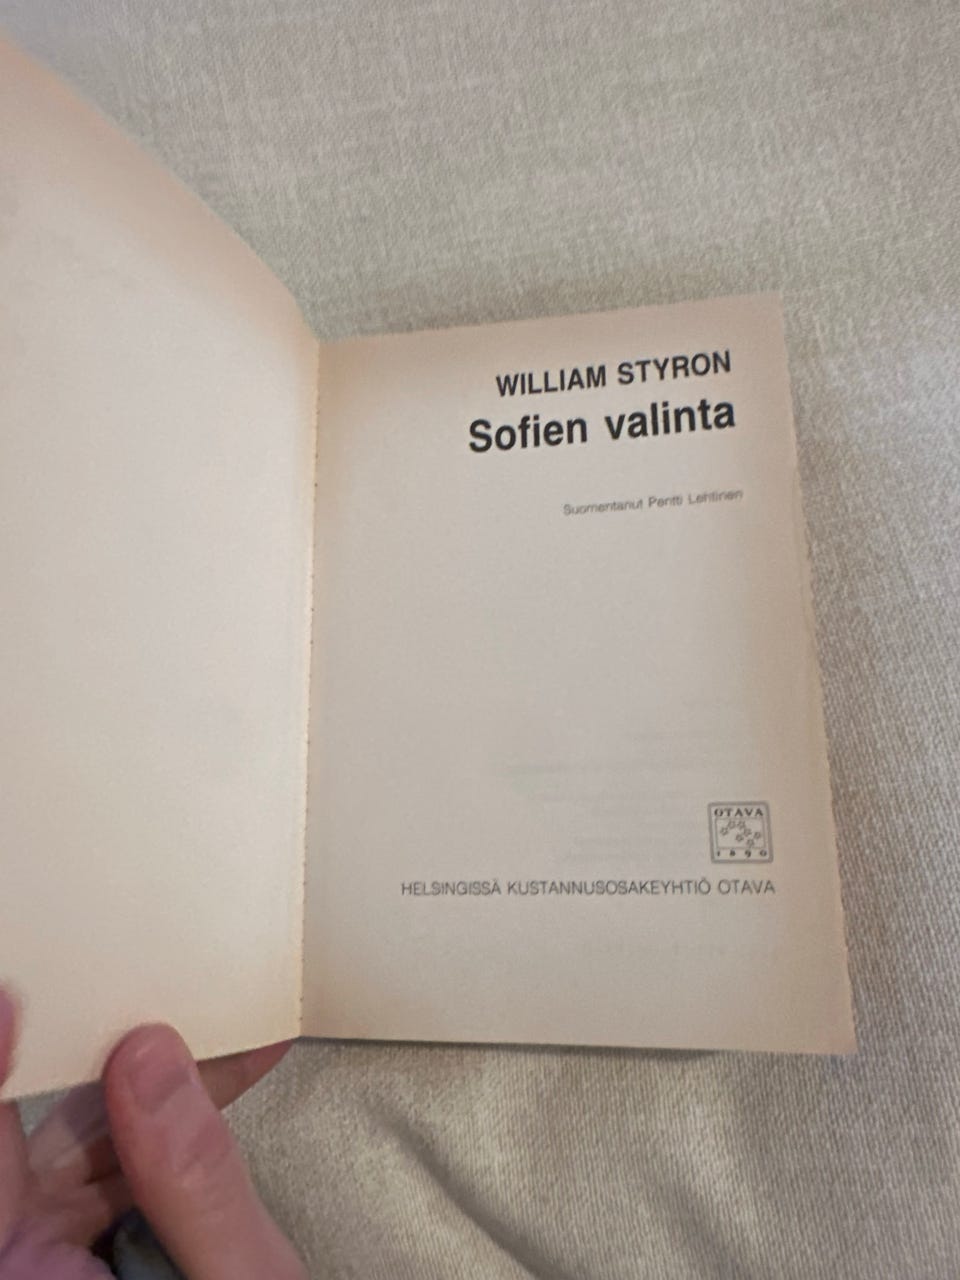 WILLIAM STYRON
Sofien valinta
Suomentanut Pentti Lehtinen
OTAVA
1890
HELSINGISSÄ KUSTANNUSOSAKEYHTIÖ OTAVA